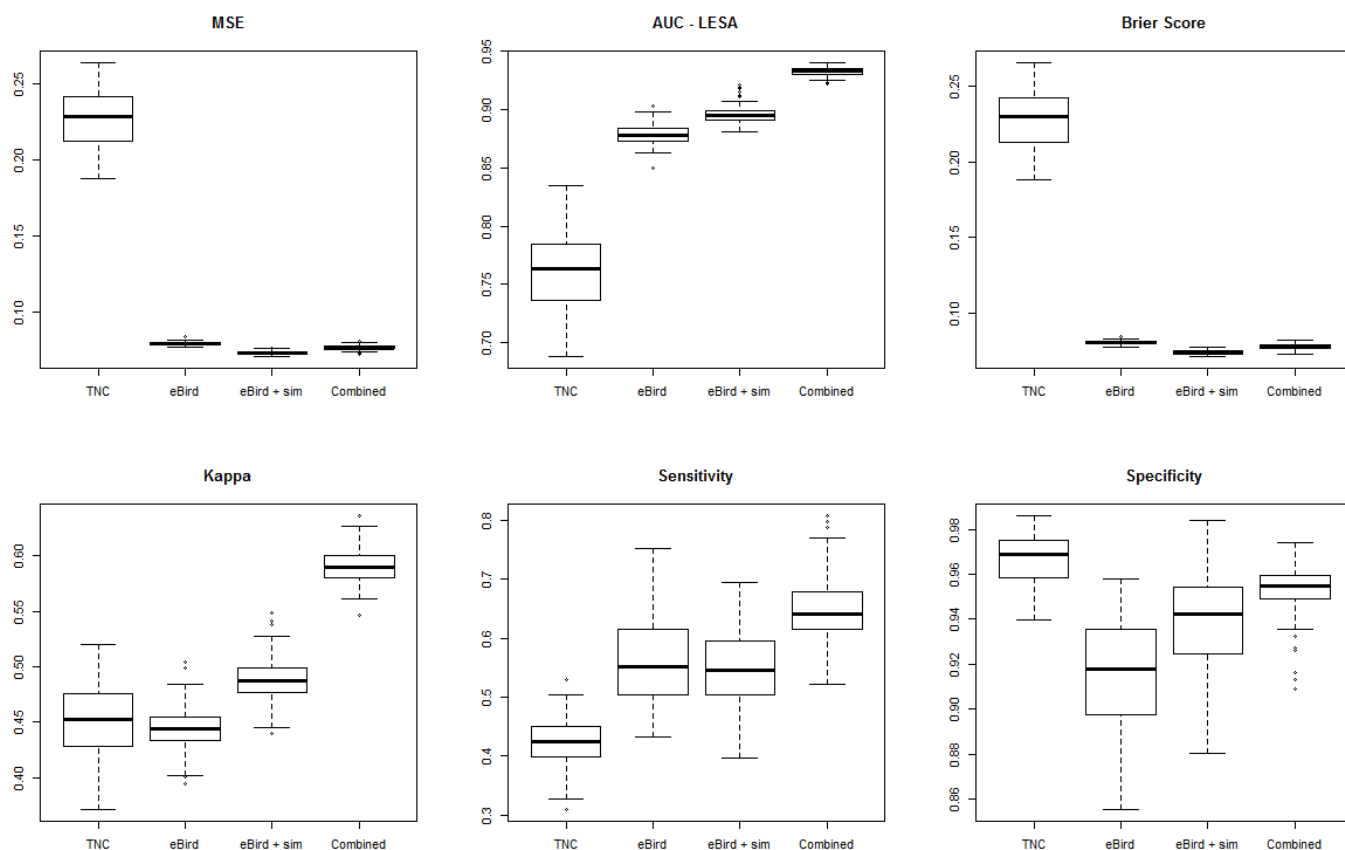 MSE
0.25
0.20
0.15
0.10
TNC eBird eBird + sim Combined
AUC - LESA
0.95
0.90
0.85
0.80
0.75
0.70
TNC eBird eBird + sim Combined
Brier Score
0.25
0.20
0.15
0.10
TNC eBird eBird + sim Combined
Kappa
0.60
0.55
0.50
0.45
0.40
TNC eBird eBird + sim Combined
Sensitivity
0.8
0.7
0.6
0.5
0.4
0.3
TNC eBird eBird + sim Combined
Specificity
0.98
0.96
0.94
0.92
0.90
0.88
0.86
TNC eBird eBird + sim Combined